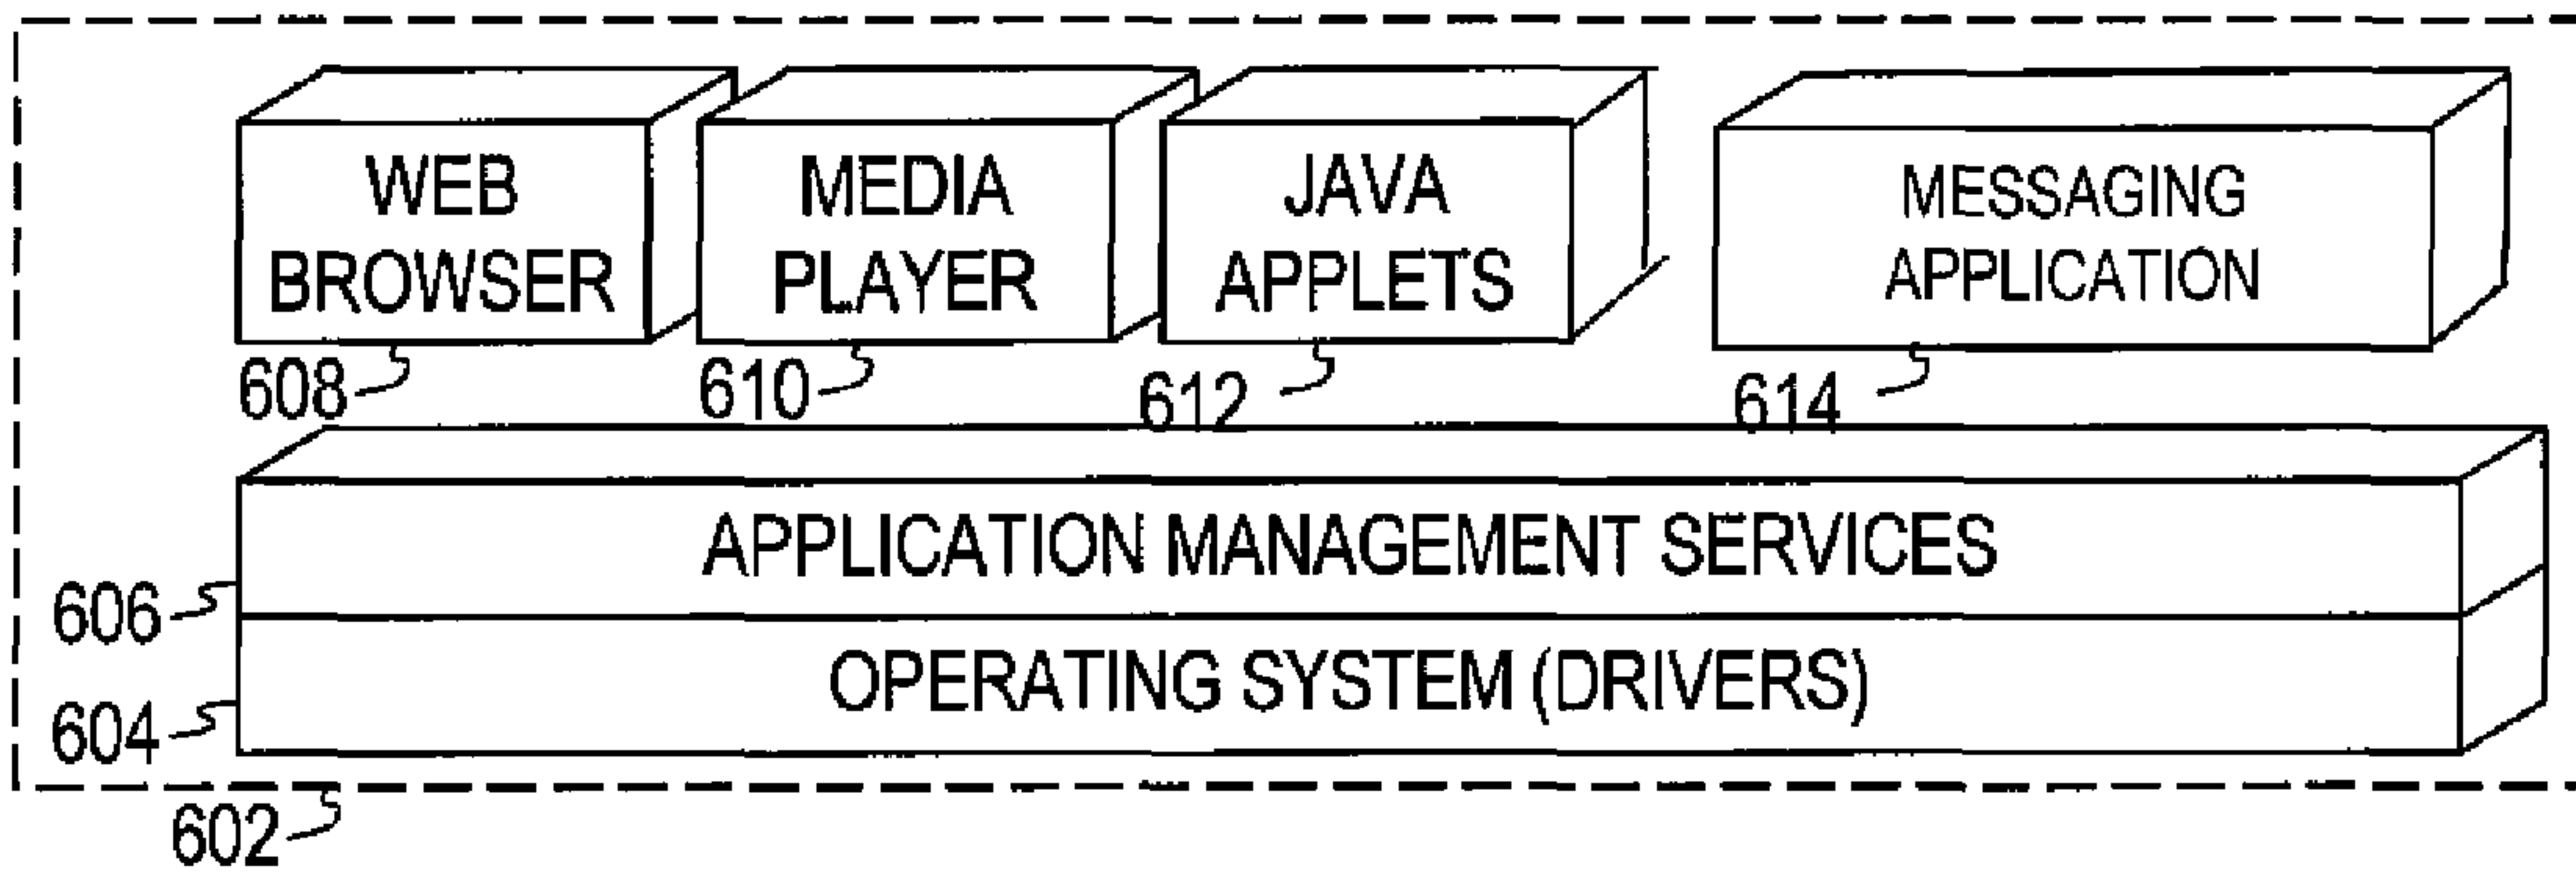 WEB
BROWSER
MEDIA
PLAYER
JAVA
APPLETS
MESSAGING
APPLICATION
608
610
612
614
APPLICATION MANAGEMENT SERVICES
606
OPERATING SYSTEM (DRIVERS)
604
602